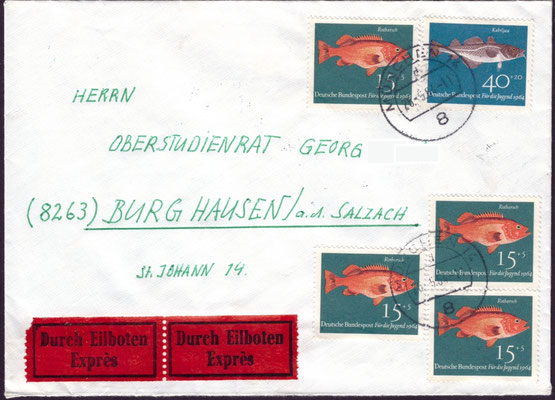 Rotbarsch
15+5
Deutsche Bundespost Für die Jugend 1964
Kabeljau
40+20
Deutsche Bundespost Für die Jugend 1964
8
HERRN
OBERSTUDIENRAT GEORG
(8263) BURGHAUSEN/a.d. SALZACH
St. JOHANN 14.
Rotbarsch
15+5
Deutsche Bundespost Für die Jugend 1964
Rotbarsch
15+5
Deutsche Bundespost Für die Jugend 1964
Rotbarsch
15+5
Deutsche Bundespost Für die Jugend 1964
8
Durch Eilboten
Exprès
Durch Eilboten
Exprès